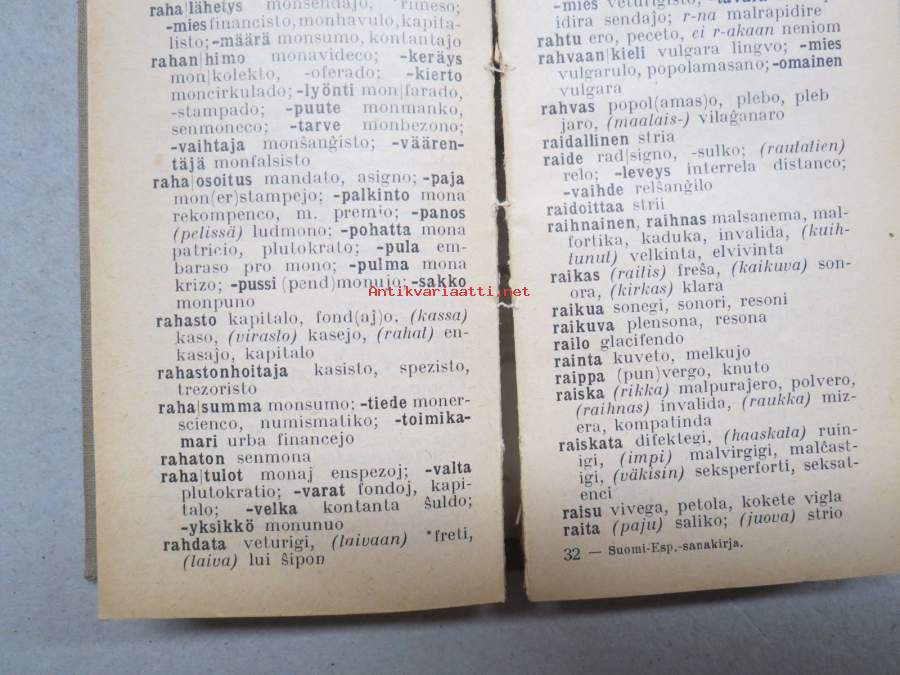 raha|lähetys monsendajo, rimeso;
-mies financisto, monhavulo, kapita-
listo; -määrä monsumo, kontantajo
rahan|himo monavideco; -keräys
mon|kolekto, -oferado; -kierto
moncirkulado; -lyönti mon|farado,
-stampado; -puute monmanko,
senmoneco; -tarve monbezono;
-vaihtaja monŝanĝisto; -väären-
täjä monfalsisto
raha|osoitus mandato, asigno; -paja
mon(er)stampejo; -palkinto mona
rekompenco, m. premio; -panos
(pelissä) ludmono; -pohatta mona
patricio, plutokrato; -pula em-
baraso pro mono; -pulma mona
krizo; -pussi (pend)monujo; -sakko
monpuno
rahasto kapitalo, fond(aj)o, (kassa)
kaso, (virasto) kasejo, (rahat) en-
kasajo, kapitalo
rahastonhoitaja kasisto, spezisto,
trezoristo
raha|summa monsumo; -tiede moner-
scienco, numismatiko; -toimika-
mari urba financejo
rahaton senmona
raha|tulot monaj enspezoj; -valta
plutokratio; -varat fondoj, kapi-
talo; -velka kontanta ŝuldo;
-yksikkö monunuo
rahdata veturigi, (laivaan) *freti,
(laiva) lui ŝipon
-mies veturigisto;
idira sendajo; r-na malrapidire
rahtu ero, peceto, ei r-akaan neniom
rahvaan|kieli vulgara lingvo; -mies
vulgarulo, popolamasano; -omainen
vulgara
rahvas popol(amas)o, plebo, pleb
jaro, (maalais-) vilaĝanaro
raidallinen stria
raide rad|signo, -sulko; (rautatien)
relo; -leveys interrela distanco;
-vaihde relŝanĝilo
raidoittaa strii
raihnainen, raihnas malsanema, mal-
fortika, kaduka, invalida, (kuih-
tunut) velkinta, elvivinta
raikas (railis) freŝa, (kaikuva) son-
ora, (kirkas) klara
raikua sonegi, sonori, resoni
raikuva plensona, resona
railo glacifendo
rainta kuveto, melkujo
raippa (pun)vergo, knuto
raiska (rikka) malpurajero, polvero,
(raihnas) invalida, (raukka) miz-
era, kompatinda
raiskata difektegi, (haaskata) ruin-
igi, (impi) malvirgigi, malĉast-
igi, (väkisin) seksperforti, seksat-
enci
raisu vivega, petola, kokete vigla
raita (paju) ŝaliko; (juova) strio
32 — Suomi-Esp.-sanakirja.
Antikvariaatti.net